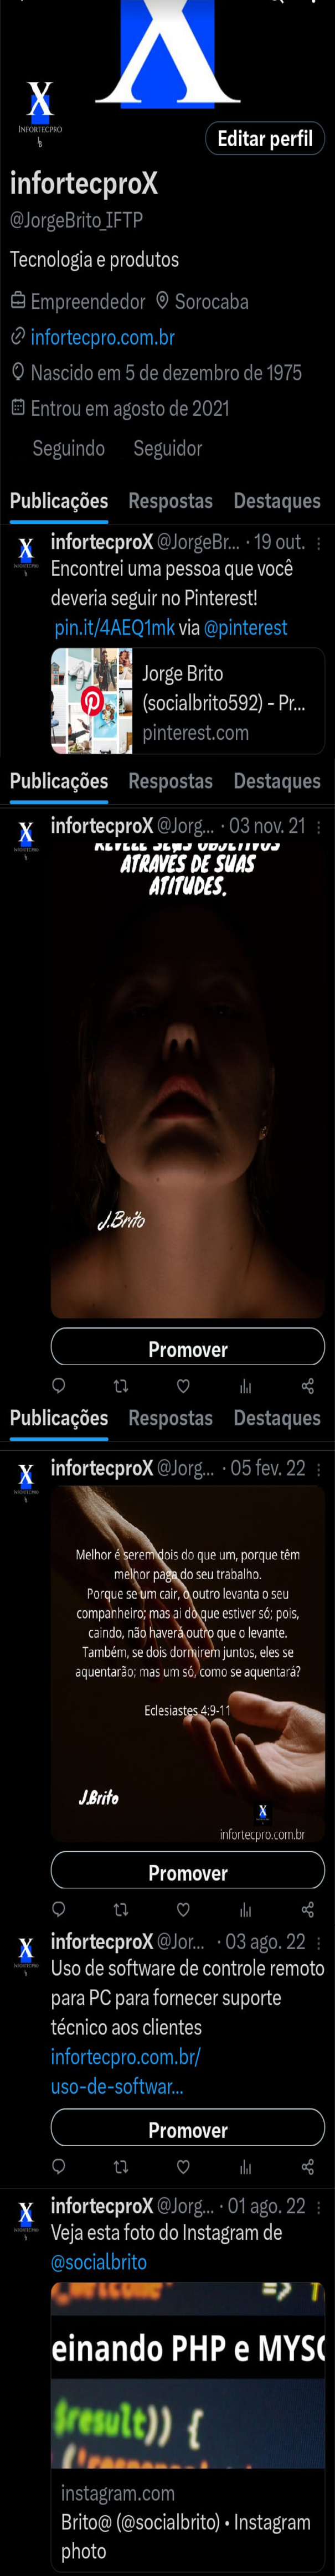 X
INFORTECPRO
Editar perfil
infortecproX
@JorgeBrito_IFTP
Tecnologia e produtos
Empreendedor Sorocaba
infortecpro.com.br
Nascido em 5 de dezembro de 1975
Entrou em agosto de 2021
Seguindo Seguidor
Publicações Respostas Destaques
infortecproX @JorgeBr... · 19 out.
Encontrei uma pessoa que você
deveria seguir no Pinterest!
pin.it/4AEQ1mk via @pinterest
Jorge Brito
(socialbrito592) - Pr...
pinterest.com
Publicações Respostas Destaques
infortecproX @Jorg... · 03 nov. 21
REVELE SEUS OBJETIVOS
ATRAVÉS DE SUAS
ATITUDES.
J.Brito
Promover
Publicações Respostas Destaques
infortecproX @Jorg... · 05 fev. 22
Melhor é serem dois do que um, porque têm
melhor paga do seu trabalho.
Porque se um cair, o outro levanta o seu
companheiro; mas ai do que estiver só; pois,
caindo, não haverá outro que o levante.
Também, se dois dormirem juntos, eles se
aquentarão; mas um só, como se aquentará?
Eclesiastes 4:9-11
J.Brito
infortecpro.com.br
Promover
infortecproX @Jor... · 03 ago. 22
Uso de software de controle remoto
para PC para fornecer suporte
técnico aos clientes
infortecpro.com.br/
uso-de-softwar...
Promover
infortecproX @Jorg... · 01 ago. 22
Veja esta foto do Instagram de
@socialbrito
einando PHP e MYS
$result)) {
instagram.com
Brito@ (@socialbrito) • Instagram
photo